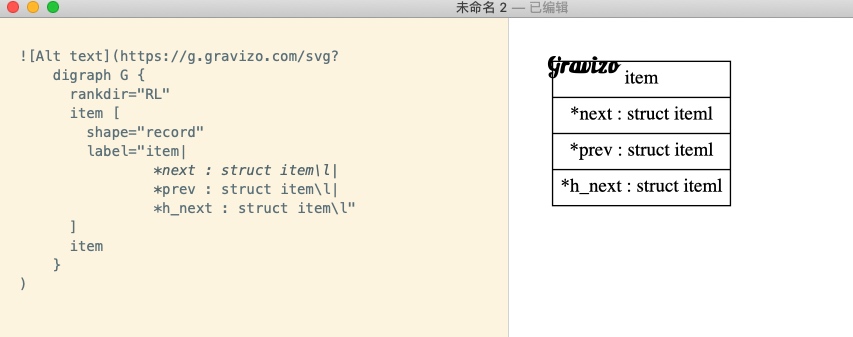 未命名 2 — 已编辑
![Alt text](https://g.gravizo.com/svg?
digraph G {
rankdir="RL"
item [
shape="record"
label="item|
*next : struct item\l|
*prev : struct item\l|
*h_next : struct item\l"
]
item
}
)
Gravizo
item
*next : struct iteml
*prev : struct iteml
*h_next : struct iteml